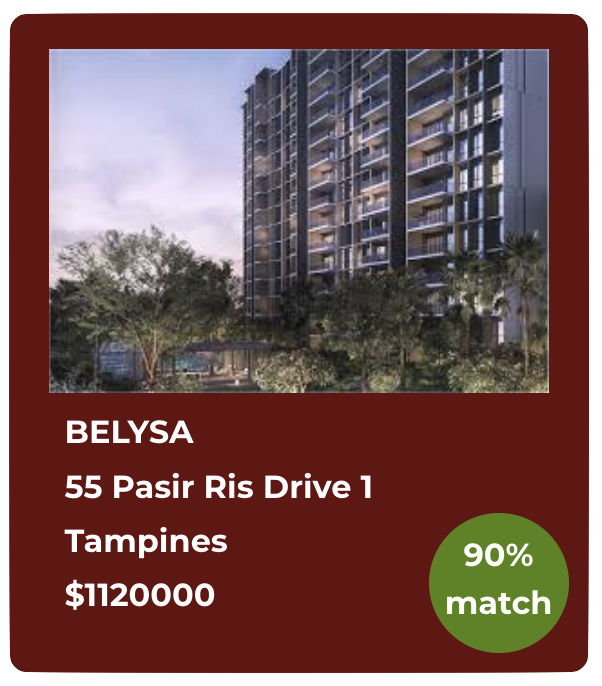 BELYSA
55 Pasir Ris Drive 1
Tampines
$1120000
90%
match